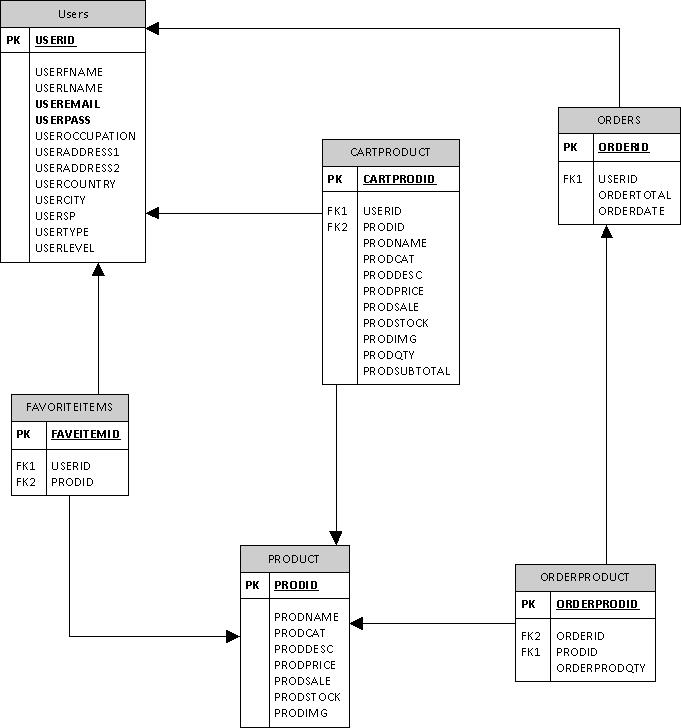 Users
PK USERID
USERFNAME
USERLNAME
USEREMAIL
USERPASS
USEROCCUPATION
USERADDRESS1
USERADDRESS2
USERCOUNTRY
USERCITY
USERSP
USERTYPE
USERLEVEL
ORDERS
PK ORDERID
FK1 USERID
ORDERTOTAL
ORDERDATE
CARTPRODUCT
PK CARTPRODID
FK1 USERID
FK2 PRODID
PRODNAME
PRODCAT
PRODDESC
PRODPRICE
PRODSALE
PRODSTOCK
PRODIMG
PRODQTY
PRODSUBTOTAL
FAVORITEITEMS
PK FAVEITEMID
FK1 USERID
FK2 PRODID
PRODUCT
PK PRODID
PRODNAME
PRODCAT
PRODDESC
PRODPRICE
PRODSALE
PRODSTOCK
PRODIMG
ORDERPRODUCT
PK ORDERPRODID
FK2 ORDERID
FK1 PRODID
ORDERPRODQTY